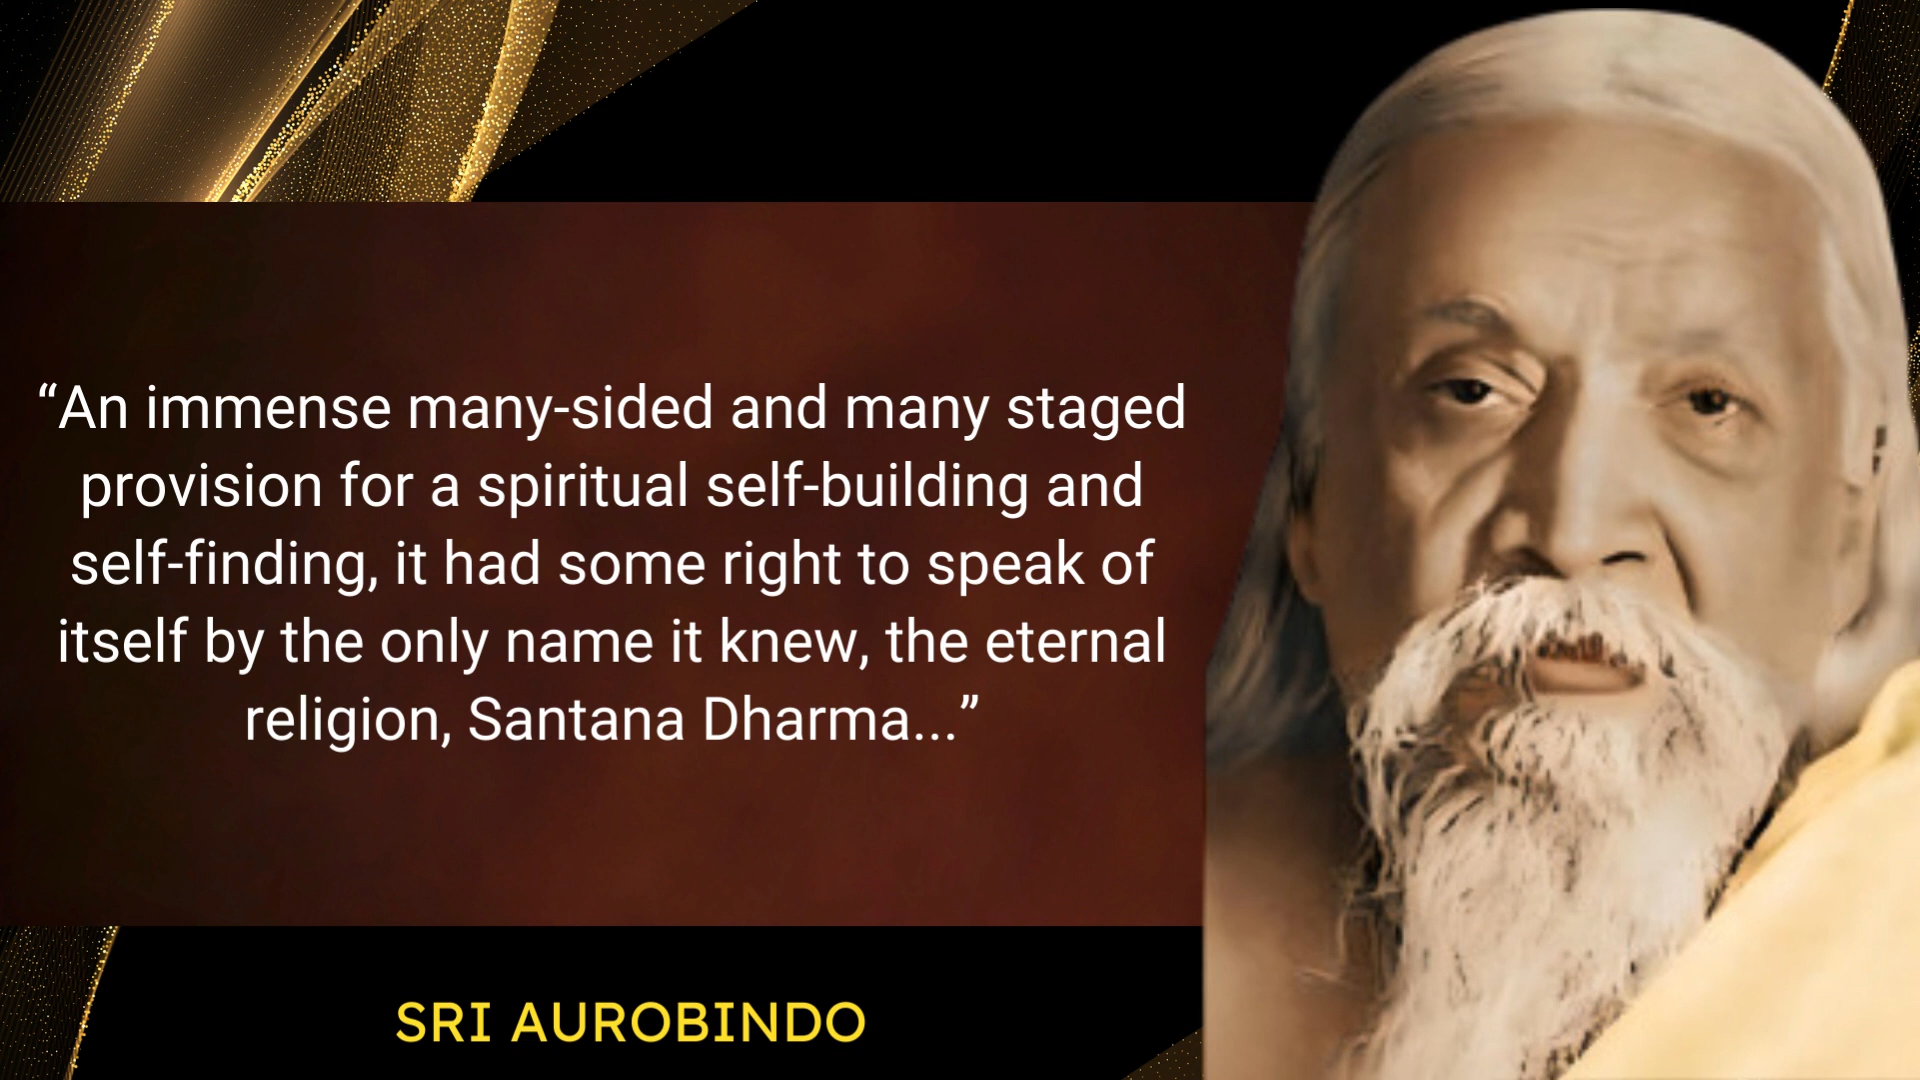 “An immense many-sided and many staged
provision for a spiritual self-building and
self-finding, it had some right to speak of
itself by the only name it knew, the eternal
religion, Santana Dharma...”
SRI AUROBINDO